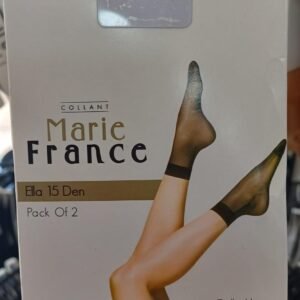 COLLANT
Marie
France
Ella 15 Den
Pack Of 2